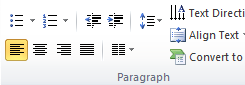 Text Directi
Align Text
Convert to
Paragraph